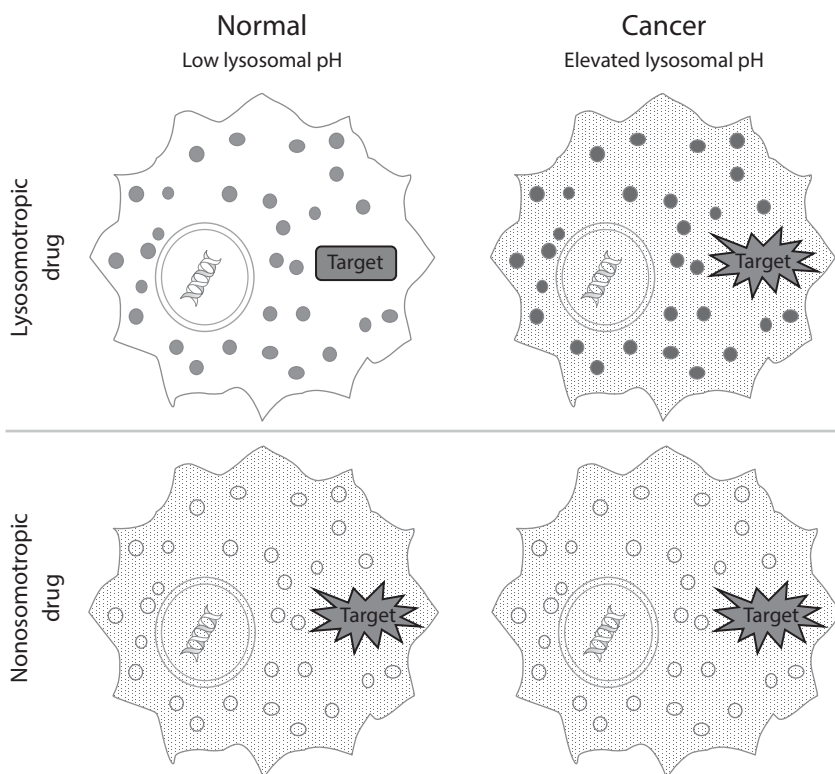 Normal
Low lysosomal pH
Cancer
Elevated lysosomal pH
Lysosomotropic
drug
Target
Target
Nonosomotropic
drug
Target
Target